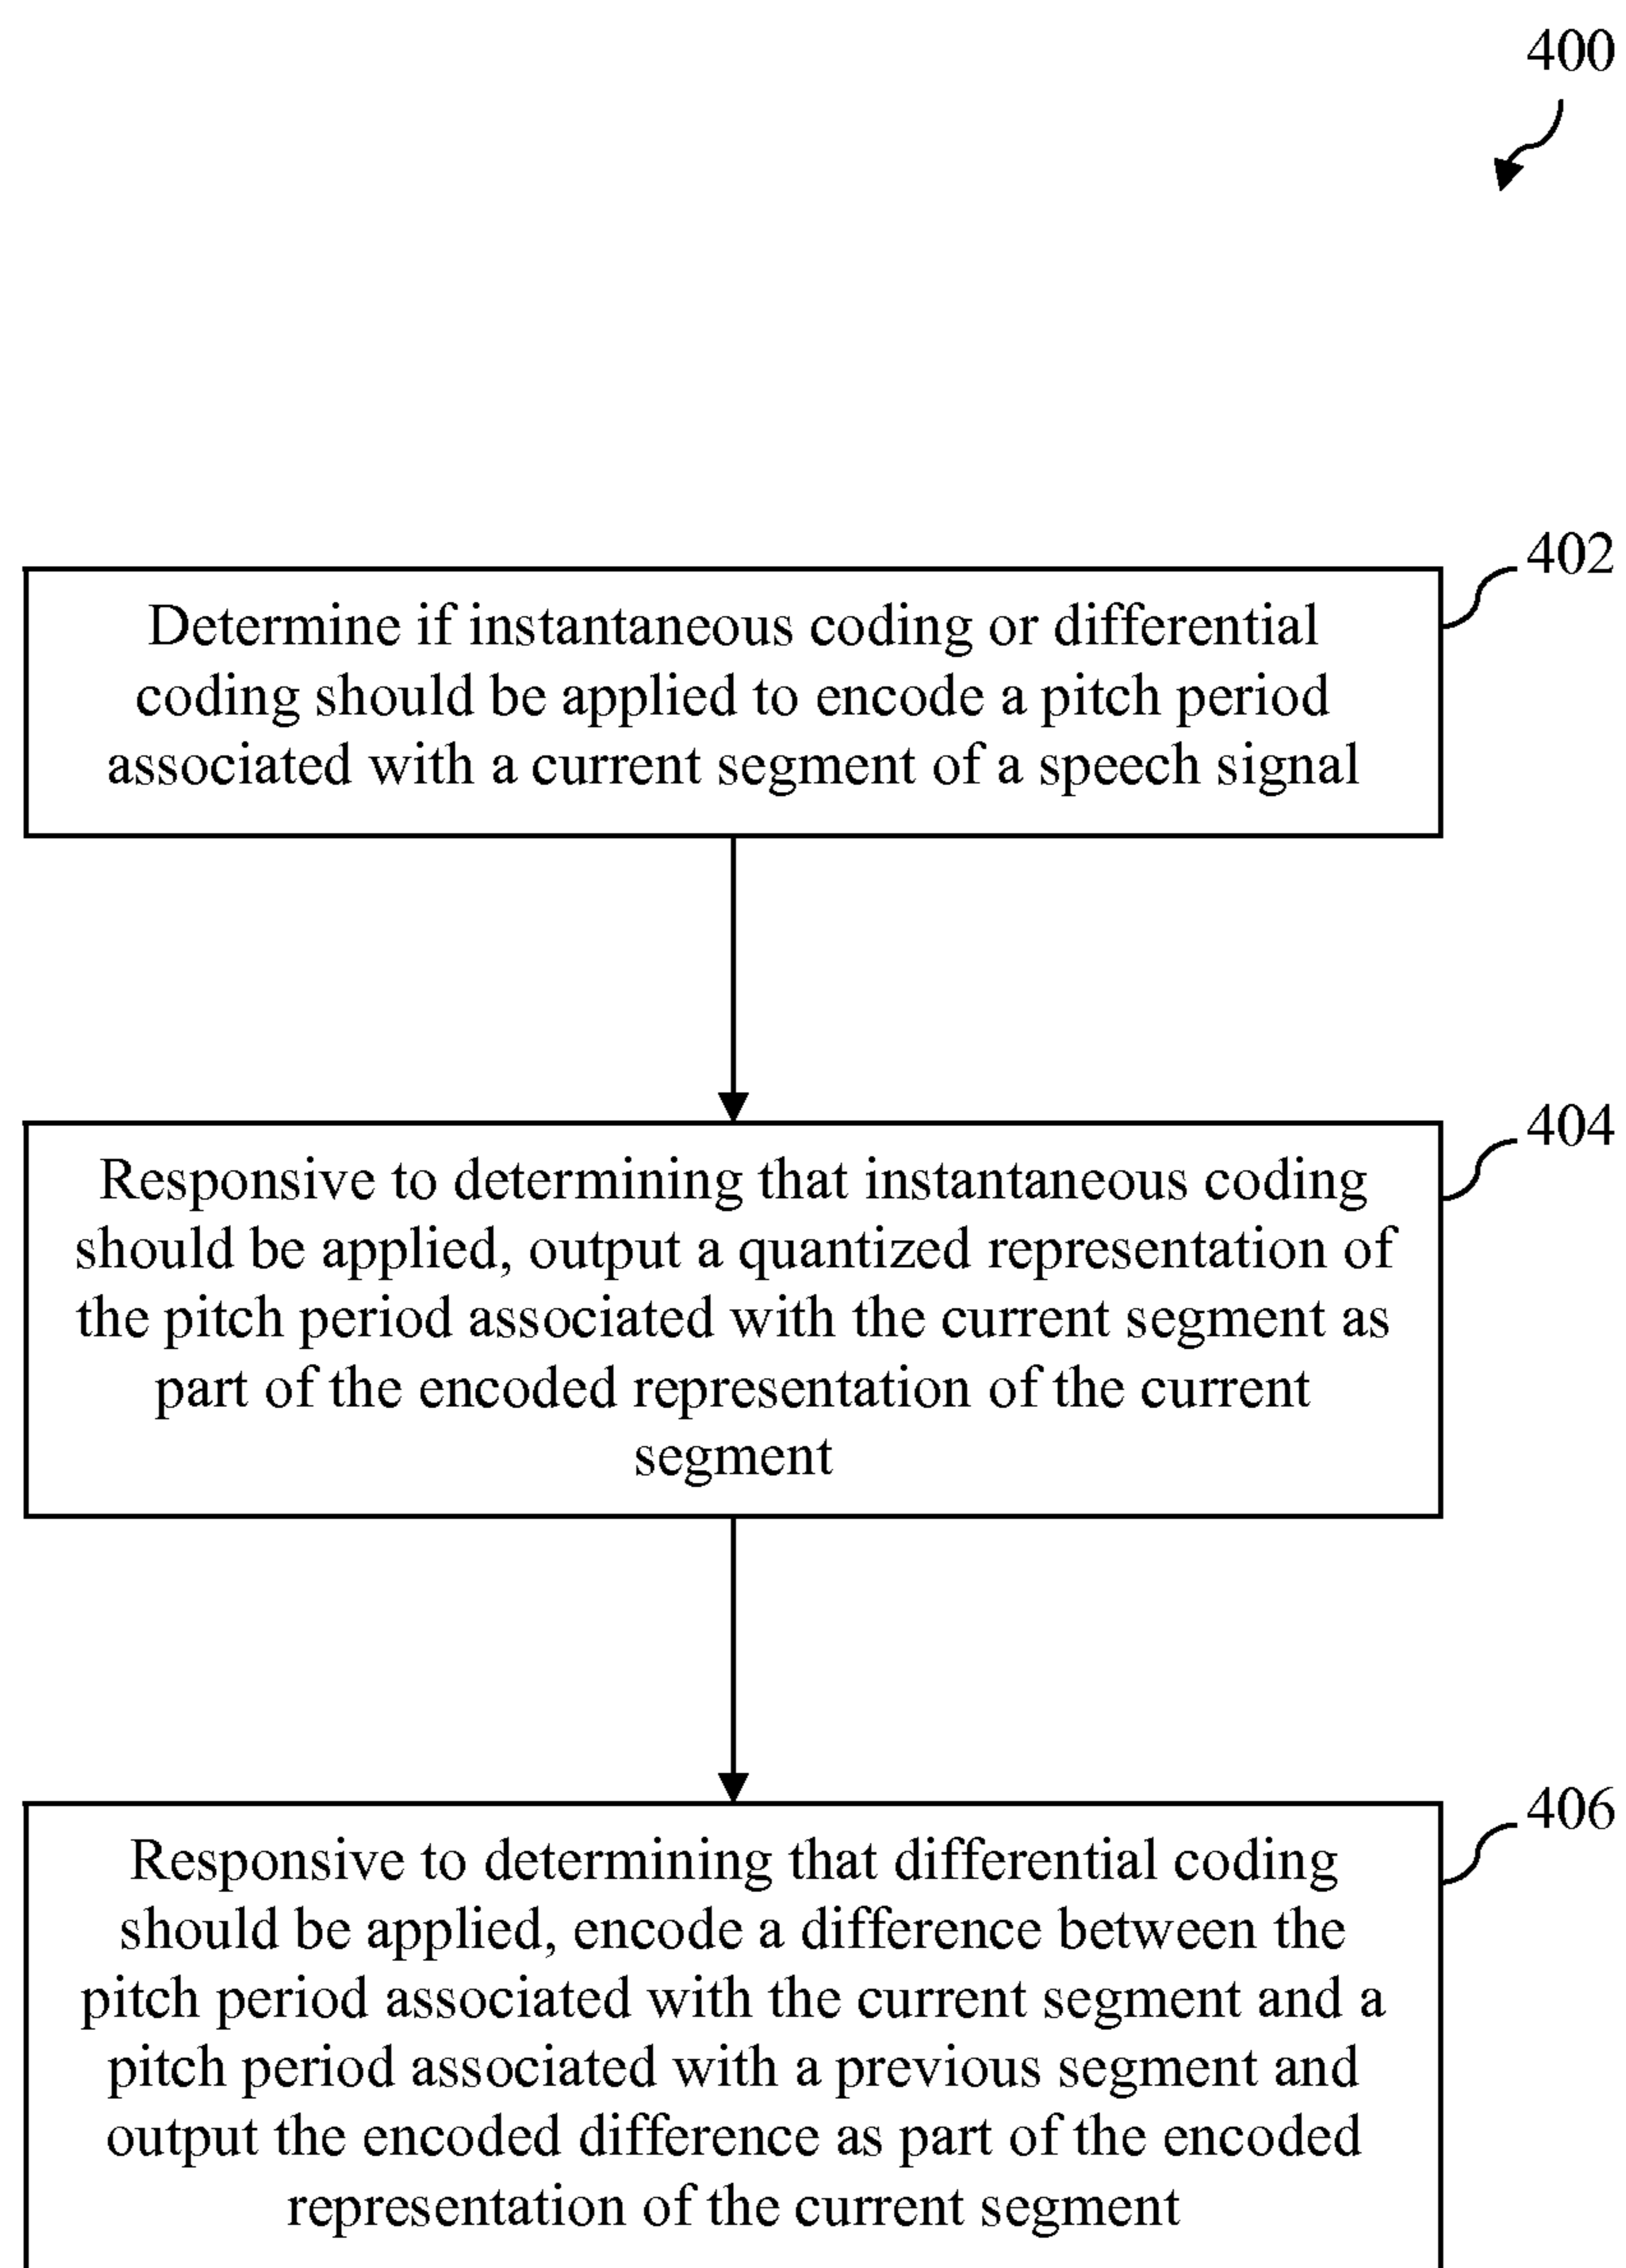 400
402
Determine if instantaneous coding or differential
coding should be applied to encode a pitch period
associated with a current segment of a speech signal
404
Responsive to determining that instantaneous coding
should be applied, output a quantized representation of
the pitch period associated with the current segment as
part of the encoded representation of the current
segment
406
Responsive to determining that differential coding
should be applied, encode a difference between the
pitch period associated with the current segment and a
pitch period associated with a previous segment and
output the encoded difference as part of the encoded
representation of the current segment